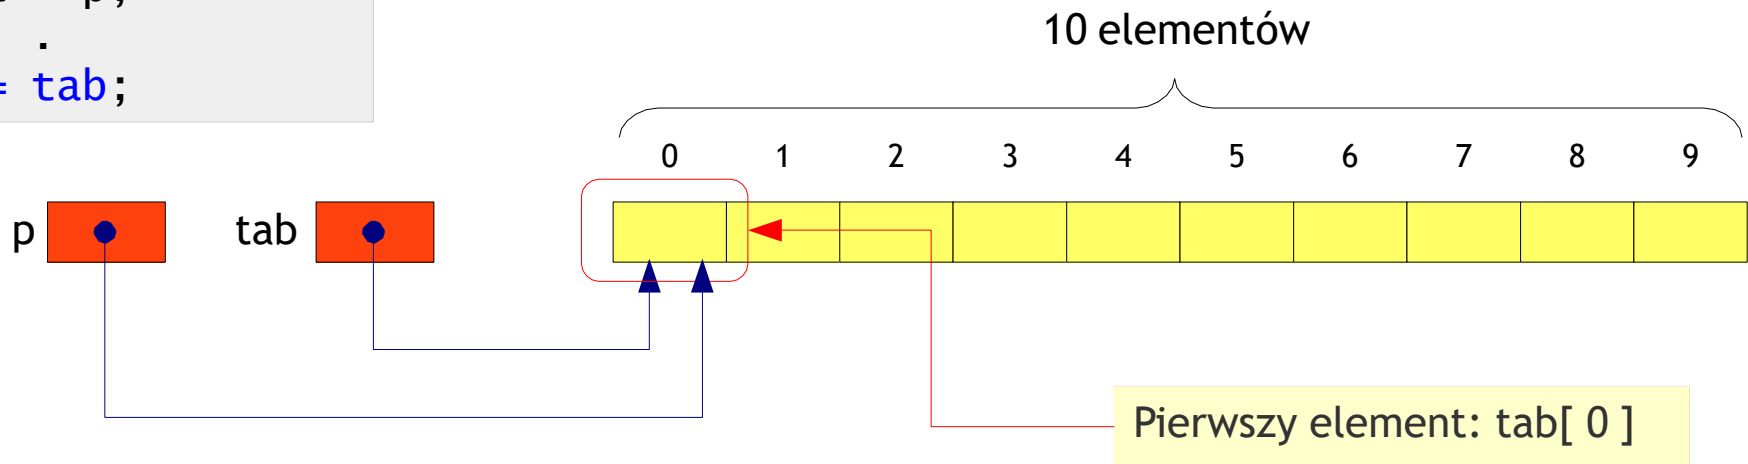 p;
.
= tab;
10 elementów
0 1 2 3 4 5 6 7 8 9
p
tab
Pierwszy element: tab[ 0 ]